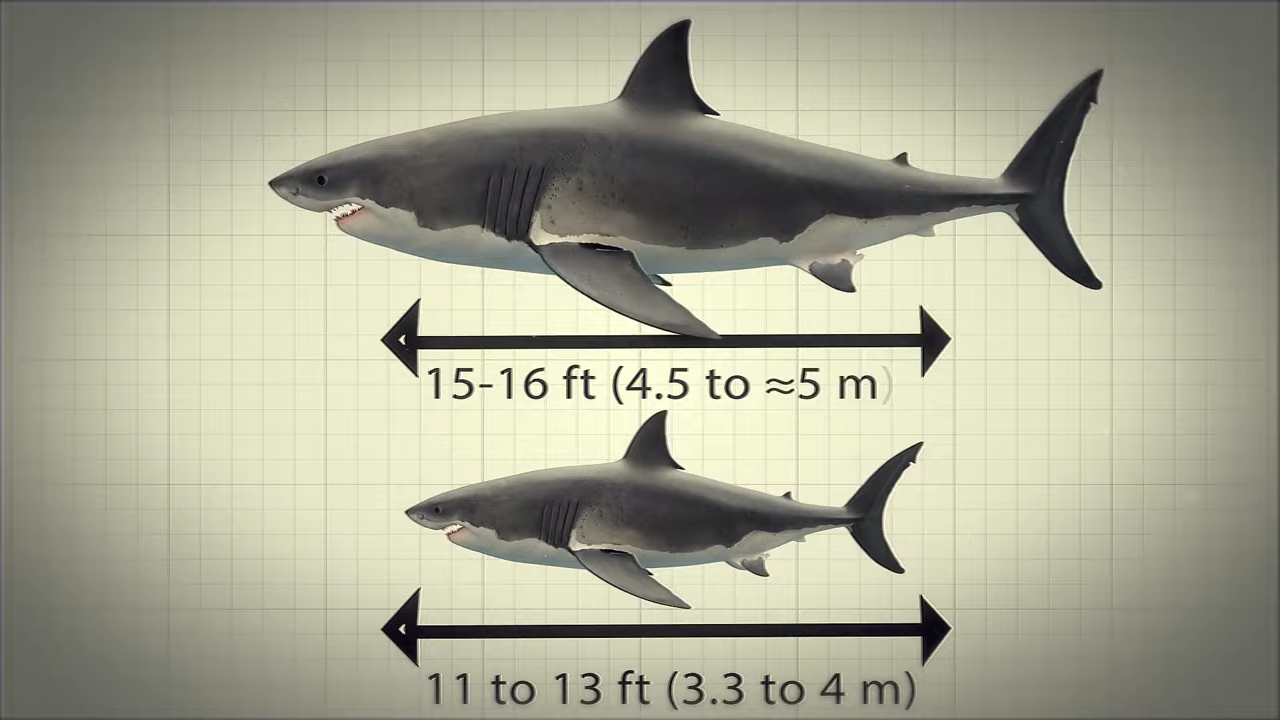 15-16 ft (4.5 to ≈5 m)
11 to 13 ft (3.3 to 4 m)